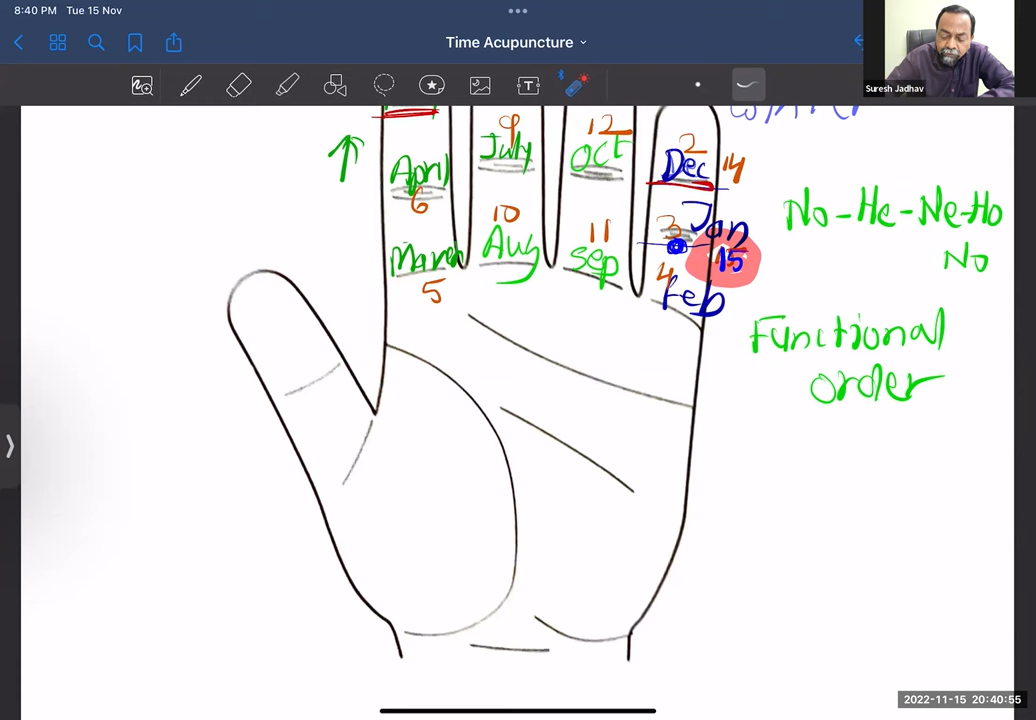 8:40 PM Tue 15 Nov
Time Acupuncture
Suresh Jadhav
9
12
2
April
July
Oct
Dec
14
6
10
11
3
Jan
March
Aug
Sep
15
5
4
Feb
No-He-Ne-Ho
No
Functional
order
2022-11-15 20:40:55